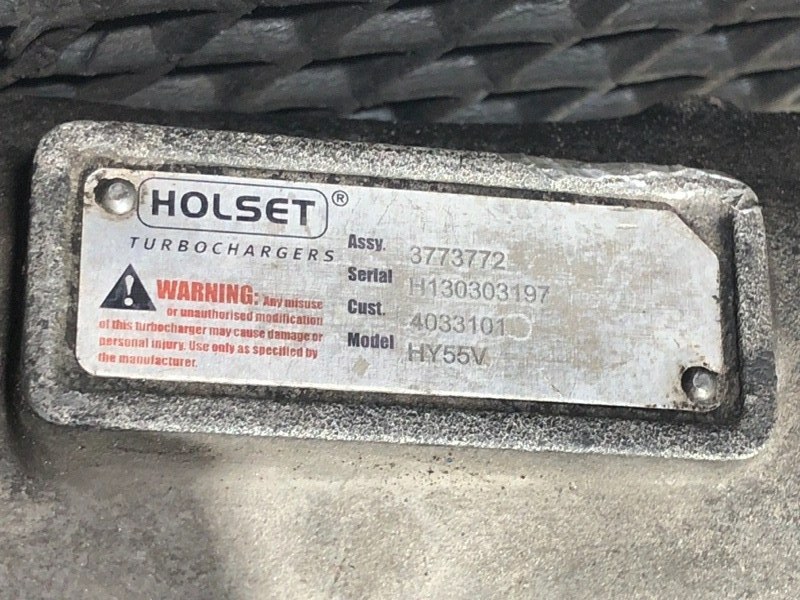 HOLSET®
TURBOCHARGERS
WARNING: Any misuse
or unauthorised modification
of this turbocharger may cause damage or
personal injury. Use only as specified by
the manufacturer.
Assy. 3773772
Serial H130303197
Cust. 4033101
Model HY55V